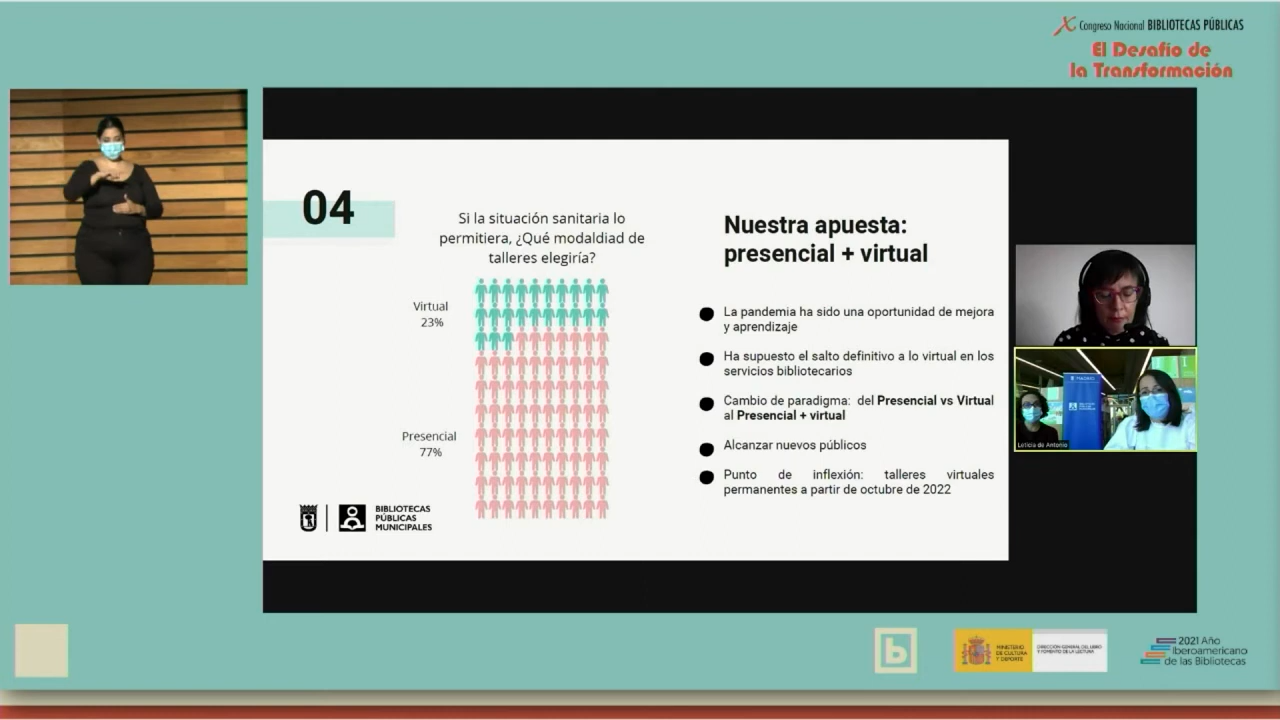 X Congreso Nacional BIBLIOTECAS PÚBLICAS
El Desafío de
la Transformación
04
Si la situación sanitaria lo
permitiera, ¿Qué modaldiad de
talleres elegiría?
Virtual
23%
Presencial
77%
BIBLIOTECAS
PÚBLICAS
MUNICIPALES
Nuestra apuesta:
presencial + virtual
La pandemia ha sido una oportunidad de mejora
y aprendizaje
Ha supuesto el salto definitivo a lo virtual en los
servicios bibliotecarios
Cambio de paradigma: del Presencial vs Virtual
al Presencial + virtual
Alcanzar nuevos públicos
Punto de inflexión: talleres virtuales
permanentes a partir de octubre de 2022
MADRID
Leticia de Antonio
b
MINISTERIO
DE CULTURA
Y DEPORTE
DIRECCIÓN GENERAL DEL LIBRO
Y FOMENTO DE LA LECTURA
2021 Año
Iberoamericano
de las Bibliotecas